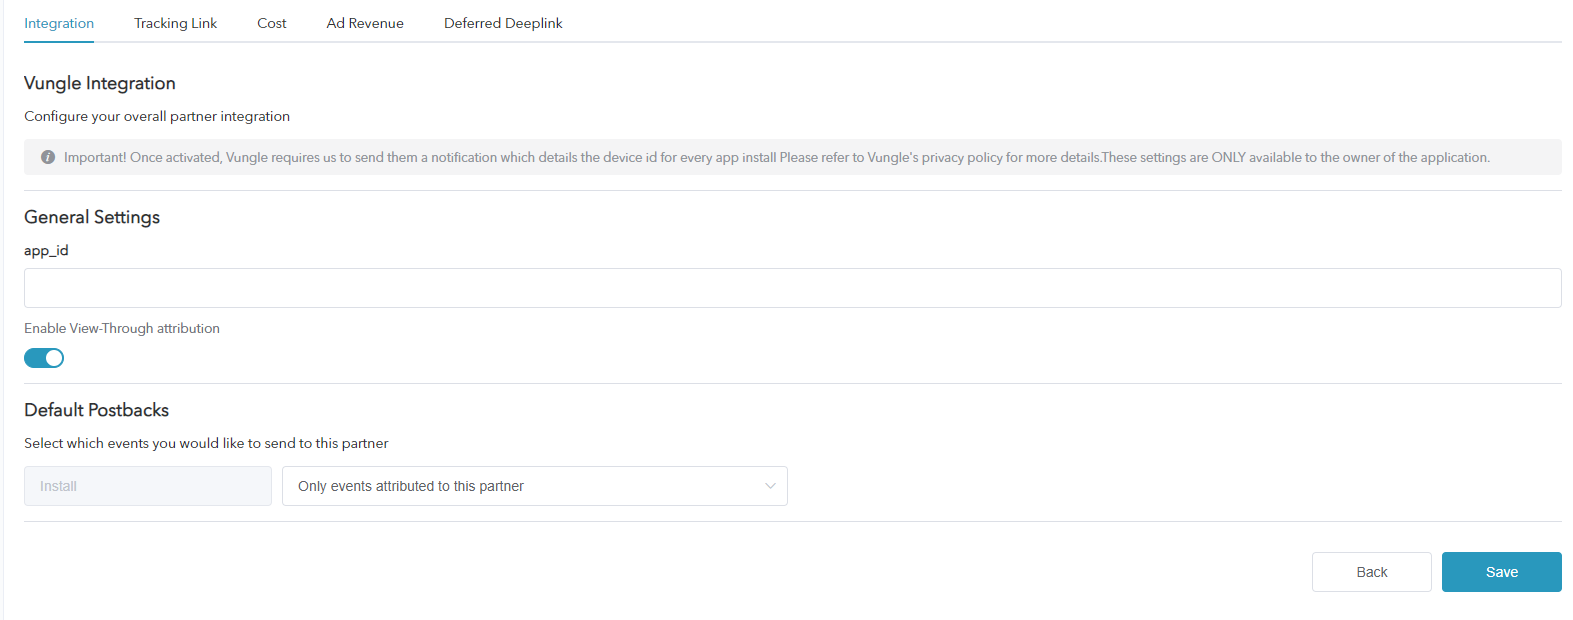 Integration Tracking Link Cost Ad Revenue Deferred Deeplink
Vungle Integration
Configure your overall partner integration
Important! Once activated, Vungle requires us to send them a notification which details the device id for every app install Please refer to Vungle's privacy policy for more details.These settings are ONLY available to the owner of the application.
General Settings
app_id
Enable View-Through attribution
Default Postbacks
Select which events you would like to send to this partner
Install Only events attributed to this partner
Back Save